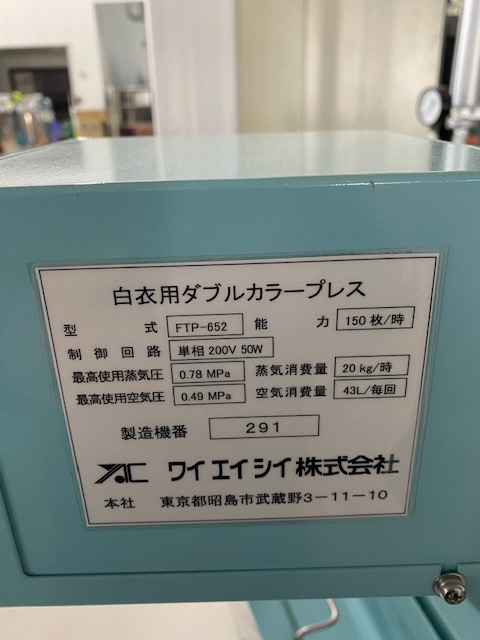 白衣用ダブルカラープレス
型式 FTP-652 能力 150 枚/時
制御回路 単相 200V 50W
最高使用蒸気圧 0.78 MPa 蒸気消費量 20 kg/時
最高使用空気圧 0.49 MPa 空気消費量 43L/毎回
製造機番 291
YAC ワイエイシイ株式会社
本社 東京都昭島市武蔵野3-11-10